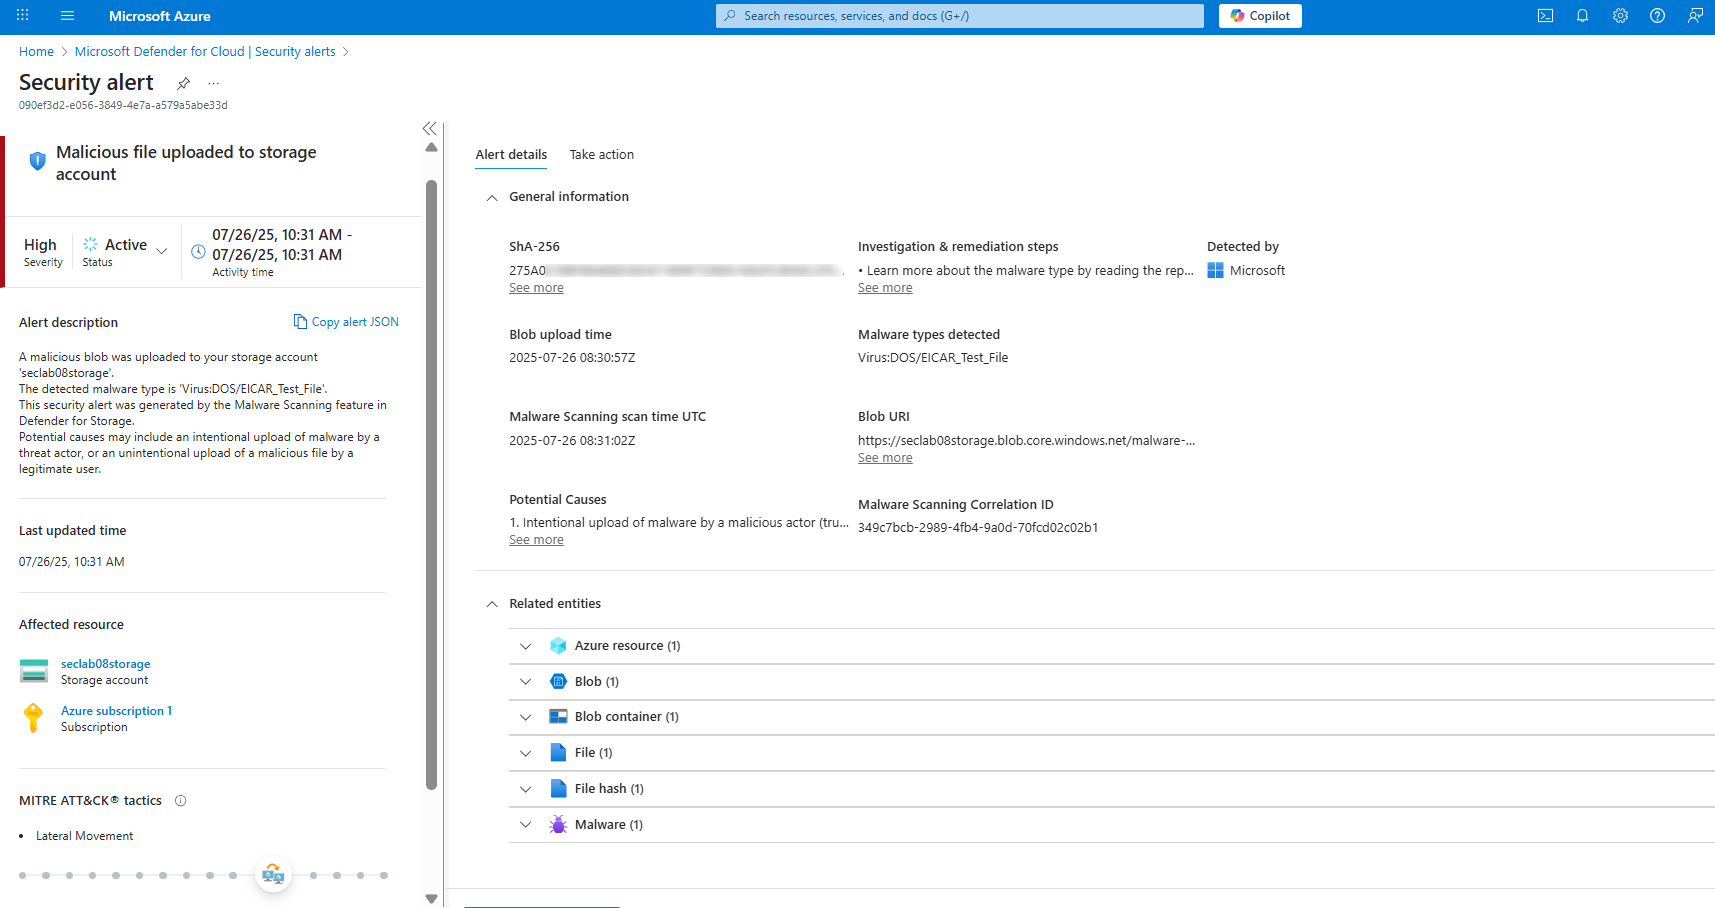 Microsoft Azure
Search resources, services, and docs (G+/)
Copilot
Home > Microsoft Defender for Cloud | Security alerts >
Security alert
...
090ef3d2-e056-3849-4e7a-a579a5abe33d
Malicious file uploaded to storage
account
High
Severity
Active
Status
07/26/25, 10:31 AM -
07/26/25, 10:31 AM
Activity time
Alert description
Copy alert JSON
A malicious blob was uploaded to your storage account
'seclab08storage'.
The detected malware type is 'Virus:DOS/EICAR_Test_File'.
This security alert was generated by the Malware Scanning feature in
Defender for Storage.
Potential causes may include an intentional upload of malware by a
threat actor, or an unintentional upload of a malicious file by a
legitimate user.
Last updated time
07/26/25, 10:31 AM
Affected resource
seclab08storage
Storage account
Azure subscription 1
Subscription
MITRE ATT&CK® tactics
• Lateral Movement
Alert details
Take action
General information
ShA-256
275A0
See more
Investigation & remediation steps
• Learn more about the malware type by reading the rep...
See more
Detected by
Microsoft
Blob upload time
2025-07-26 08:30:57Z
Malware types detected
Virus:DOS/EICAR_Test_File
Malware Scanning scan time UTC
2025-07-26 08:31:02Z
Blob URI
https://seclab08storage.blob.core.windows.net/malware-...
See more
Potential Causes
1. Intentional upload of malware by a malicious actor (tru...
See more
Malware Scanning Correlation ID
349c7bcb-2989-4fb4-9a0d-70fcd02c02b1
Related entities
Azure resource (1)
Blob (1)
Blob container (1)
File (1)
File hash (1)
Malware (1)